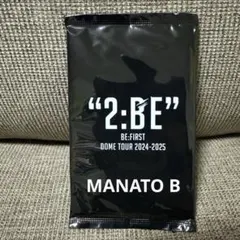 “2:BE”
BE:FIRST
DOME TOUR 2024-2025
MANATO B